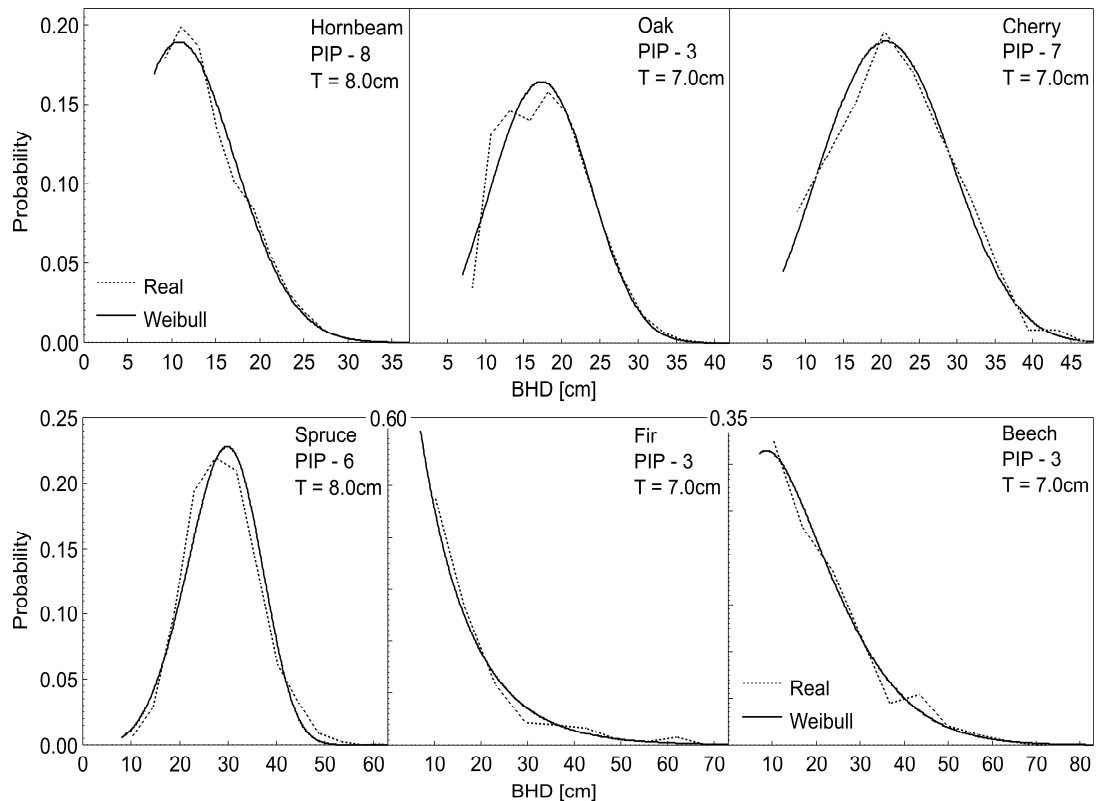 0.20
0.15
0.10
0.05
0.00
Probability
Hornbeam
PIP - 8
T = 8.0cm
Real
Weibull
Oak
PIP - 3
T = 7.0cm
Cherry
PIP - 7
T = 7.0cm
0 5 10 15 20 25 30 35
5 10 15 20 25 30 35 40
5 10 15 20 25 30 35 40 45
BHD [cm]
0.25
0.20
0.15
0.10
0.05
0.00
Probability
Spruce
PIP - 6
T = 8.0cm
0.60
Fir
PIP - 3
T = 7.0cm
0.35
Beech
PIP - 3
T = 7.0cm
Real
Weibull
0 10 20 30 40 50 60
10 20 30 40 50 60 70
10 20 30 40 50 60 70 80
BHD [cm]